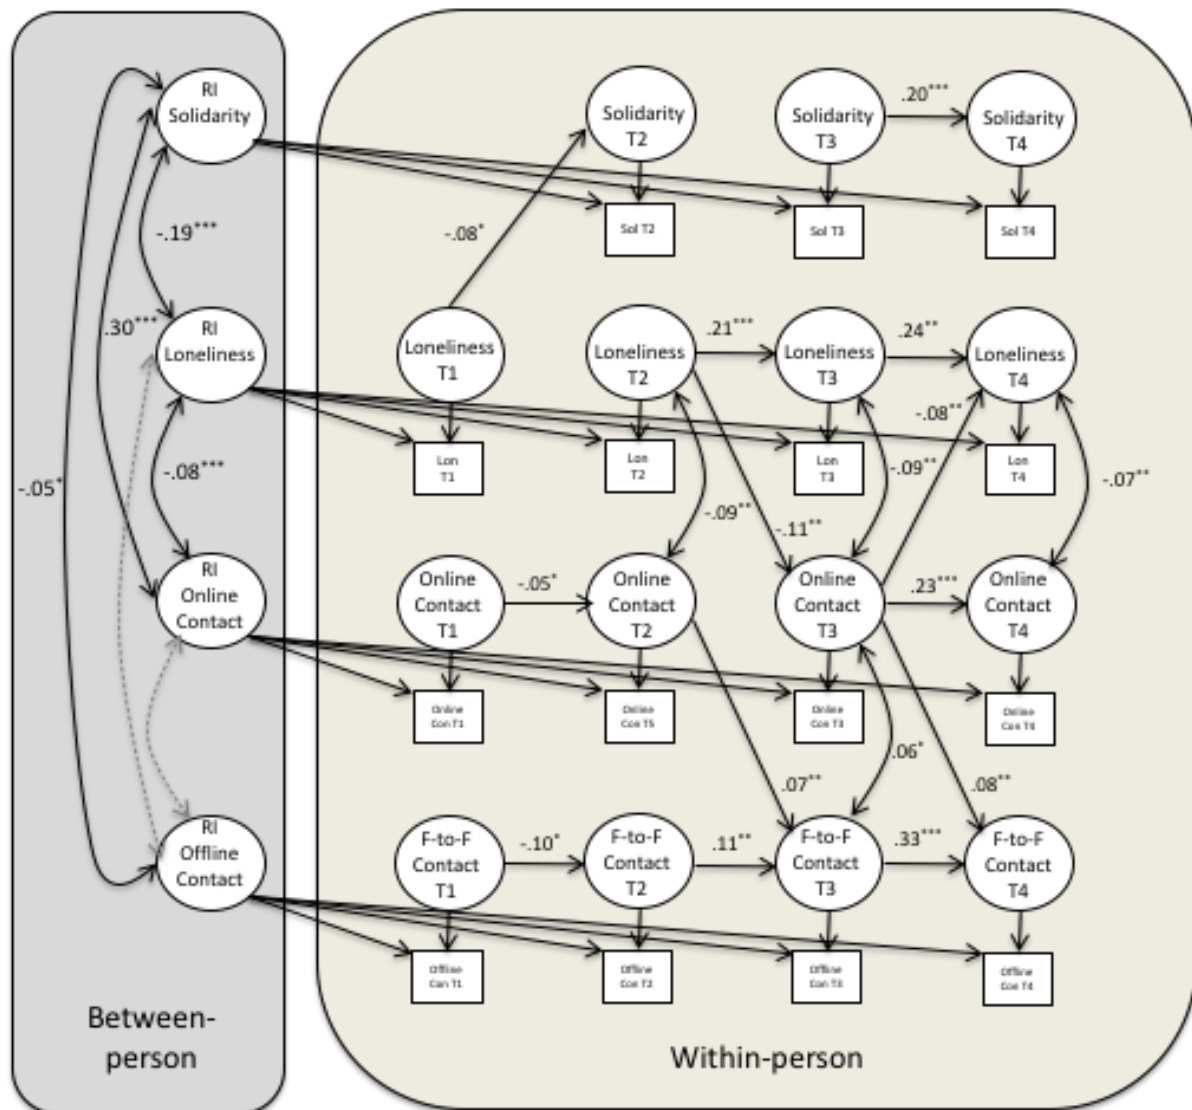 RI
Solidarity
Solidarity
T2
Solidarity
T3
.20***
Solidarity
T4
Sol T2
Sol T3
Sol T4
-.19***
-.08*
RI
Loneliness
.30***
Loneliness
T1
Loneliness
T2
.21***
Loneliness
T3
.24**
Loneliness
T4
-.08**
Lon
T1
Lon
T2
Lon
T3
Lon
T4
-.05*
-.08***
-.09**
-.11**
-.09**
-.07**
RI
Online
Contact
Online
Contact
T1
-.05*
Online
Contact
T2
Online
Contact
T3
.23***
Online
Contact
T4
Online
Con T1
Online
Con T5
Online
Con T3
Online
Con T4
.07**
.06*
.08**
RI
Offline
Contact
F-to-F
Contact
T1
-.10*
F-to-F
Contact
T2
.11**
F-to-F
Contact
T3
.33***
F-to-F
Contact
T4
Offline
Con T1
Offline
Con T2
Offline
Con T3
Offline
Con T4
Between-
person
Within-person